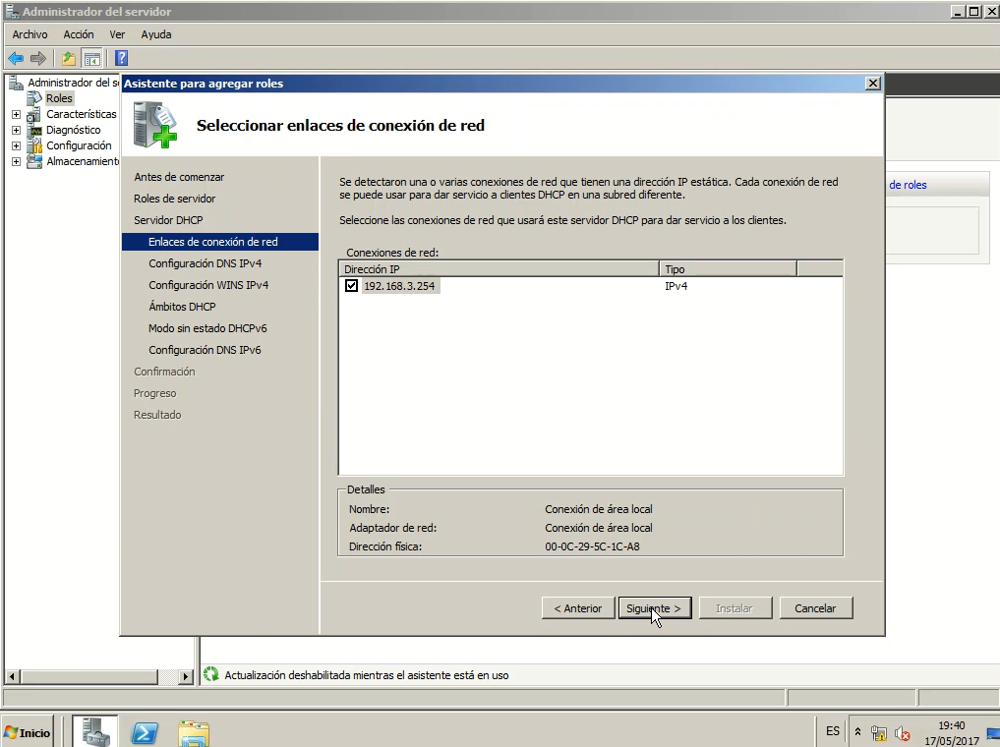 Administrador del servidor
Archivo Acción Ver Ayuda
Administrador del s
Roles
Características
Diagnóstico
Configuración
Almacenamient
Asistente para agregar roles
Seleccionar enlaces de conexión de red
Antes de comenzar
Roles de servidor
Servidor DHCP
Enlaces de conexión de red
Configuración DNS IPv4
Configuración WINS IPv4
Ámbitos DHCP
Modo sin estado DHCPv6
Configuración DNS IPv6
Confirmación
Progreso
Resultado
Se detectaron una o varias conexiones de red que tienen una dirección IP estática. Cada conexión de red
se puede usar para dar servicio a clientes DHCP en una subred diferente.
Seleccione las conexiones de red que usará este servidor DHCP para dar servicio a los clientes.
Conexiones de red:
Dirección IP Tipo
192.168.3.254 IPv4
Detalles
Nombre: Conexión de área local
Adaptador de red: Conexión de área local
Dirección física: 00-0C-29-5C-1C-A8
< Anterior Siguiente > Instalar Cancelar
de roles
Actualización deshabilitada mientras el asistente está en uso
Inicio
ES
19:40
17/05/2017